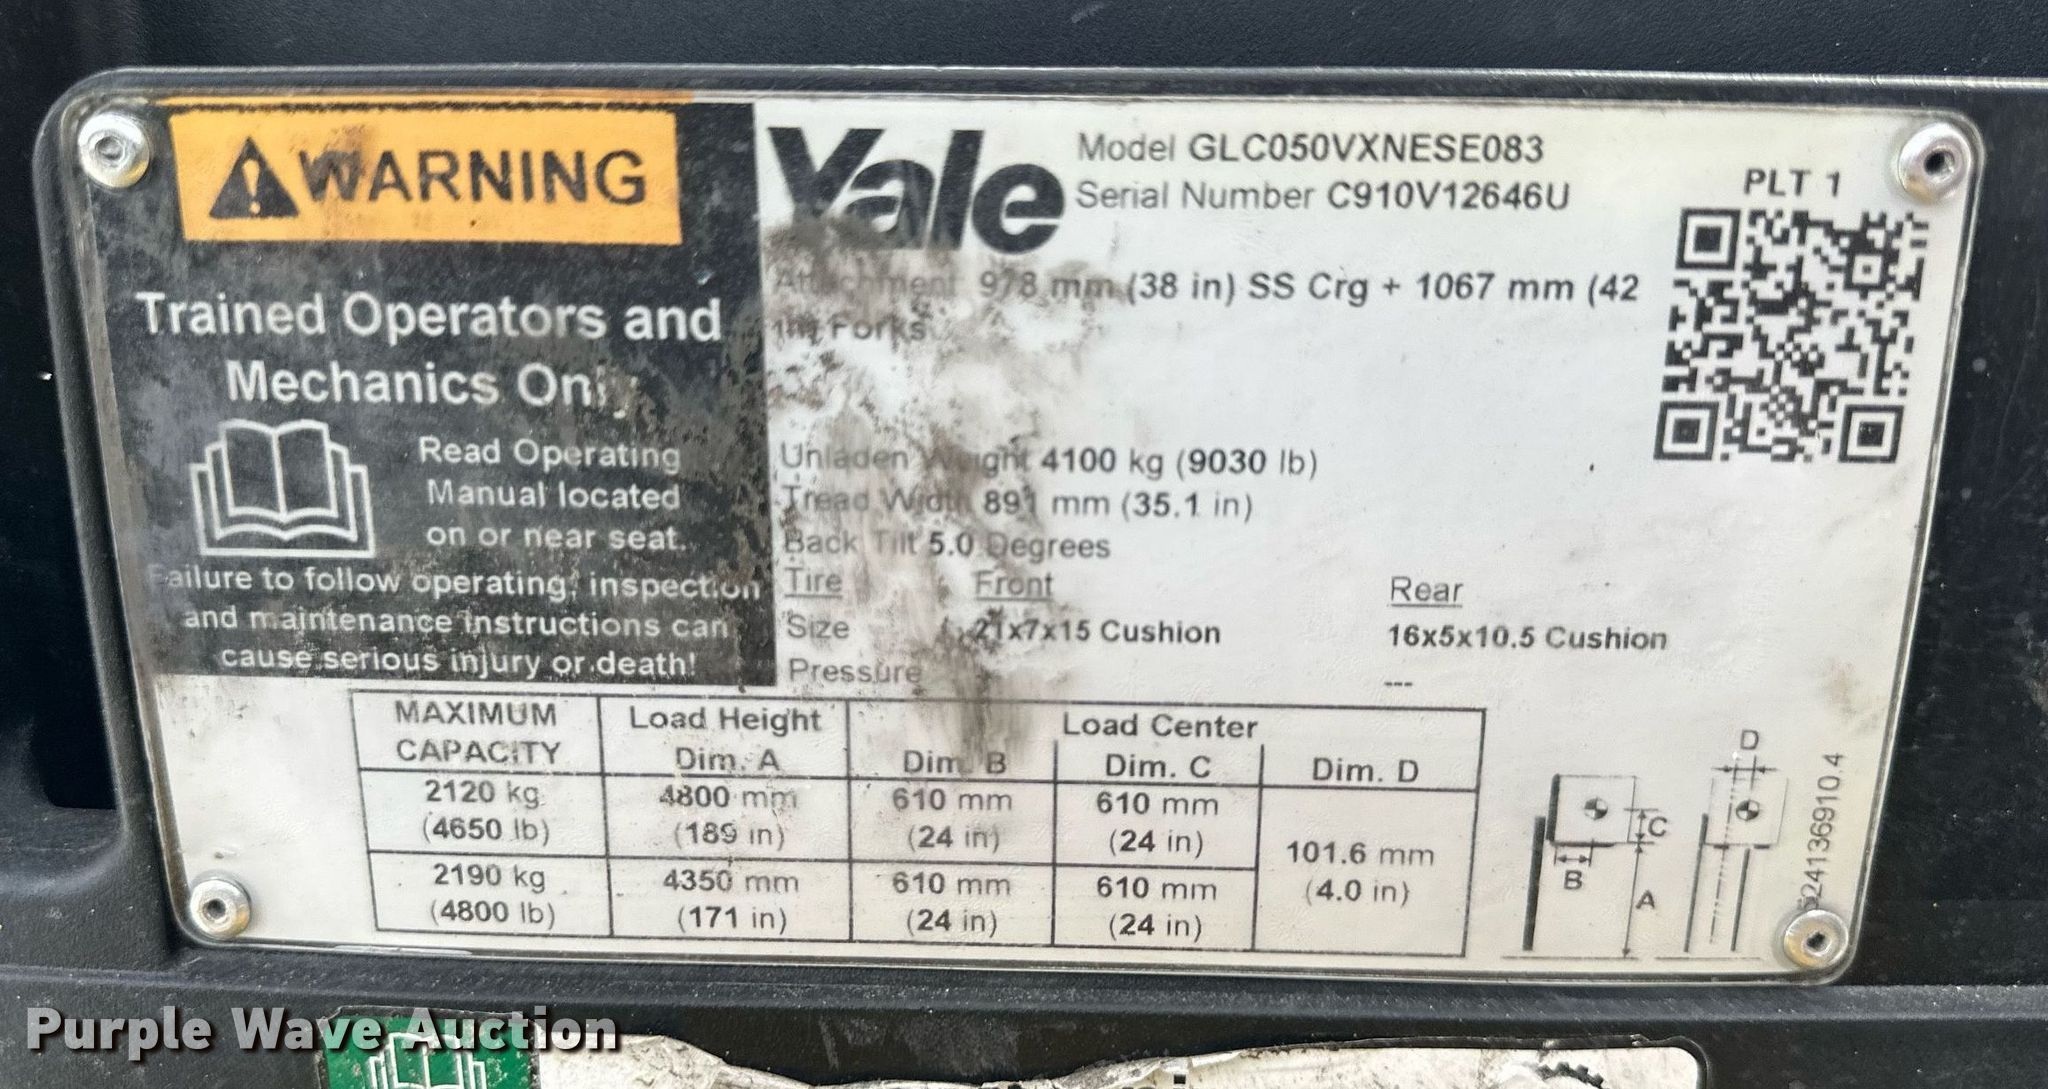 WARNING
Trained Operators and
Mechanics Only
Read Operating
Manual located
on or near seat.
Failure to follow operating, inspection
and maintenance instructions can
cause serious injury or death!
Yale
Model GLC050VXNESE083
Serial Number C910V12646U
PLT 1
Attachment 978 mm (38 in) SS Crg + 1067 mm (42
in) Forks
Unladen Weight 4100 kg (9030 lb)
Tread Width 891 mm (35.1 in)
Back Tilt 5.0 Degrees
Tire Front Rear
Size 21x7x15 Cushion 16x5x10.5 Cushion
Pressure ---
MAXIMUM CAPACITY Load Height Dim. A Load Center
Dim. B Dim. C Dim. D
2120 kg 4800 mm 610 mm 610 mm
(4650 lb) (189 in) (24 in) (24 in)
101.6 mm
(4.0 in)
2190 kg 4350 mm 610 mm 610 mm
(4800 lb) (171 in) (24 in) (24 in)
D
C
B
A
524136910.4
Purple Wave Auction